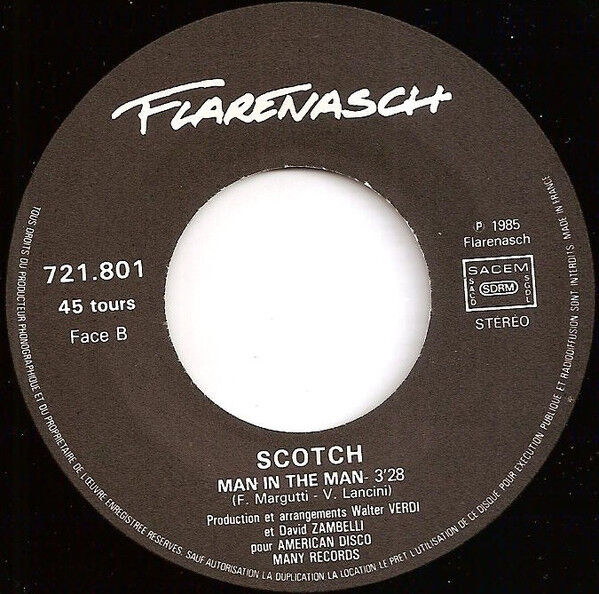 FLARENASCH
721.801
45 tours
Face B
℗ 1985
Flarenasch
SACEM
SACD
SDRM
SGDL
STEREO
SCOTCH
MAN IN THE MAN- 3'28
(F. Margutti - V. Lancini)
Production et arrangements Walter VERDI
et David ZAMBELLI
pour AMERICAN DISCO
MANY RECORDS
TOUS DROITS DU PRODUCTEUR PHONOGRAPHIQUE ET DU PROPRIETAIRE DE L'ŒUVRE ENREGISTREE RESERVES. SAUF AUTORISATION LA DUPLICATION LA LOCATION LE PRET L'UTILISATION DE CE DISQUE POUR EXECUTION PUBLIQUE ET RADIODIFFUSION SONT INTERDITS MADE IN FRANCE